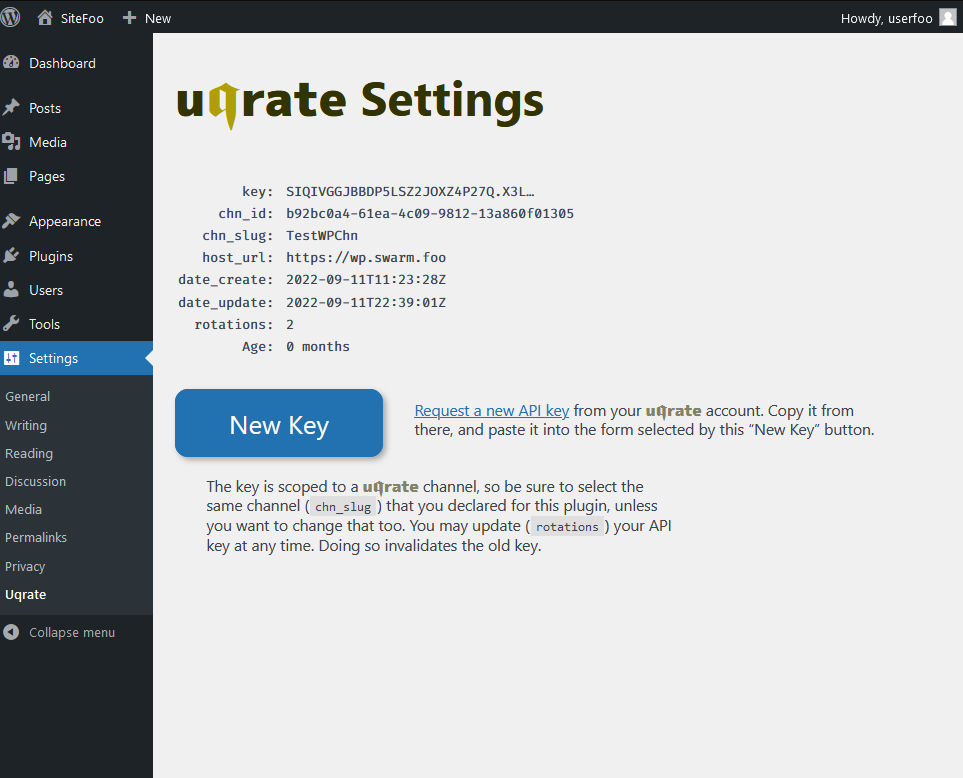 SiteFoo New Howdy, userfoo
Dashboard
Posts
Media
Pages
Appearance
Plugins
Users
Tools
Settings
General
Writing
Reading
Discussion
Media
Permalinks
Privacy
Uqrate
Collapse menu
uqrate Settings
key: SIQIVGGJBBDP5LSZ2JOXZ4P27Q.X3L…
chn_id: b92bc0a4-61ea-4c09-9812-13a860f01305
chn_slug: TestWPChn
host_url: https://wp.swarm.foo
date_create: 2022-09-11T11:23:28Z
date_update: 2022-09-11T22:39:01Z
rotations: 2
Age: 0 months
New Key
Request a new API key from your uqrate account. Copy it from
there, and paste it into the form selected by this “New Key” button.
The key is scoped to a uqrate channel, so be sure to select the
same channel ( chn_slug ) that you declared for this plugin, unless
you want to change that too. You may update ( rotations ) your API
key at any time. Doing so invalidates the old key.